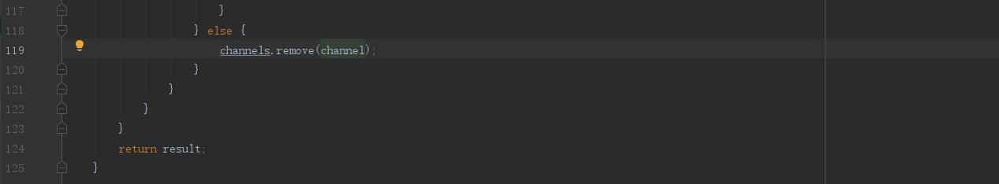 117 }
118 } else {
119 channels.remove(channel);
120 }
121 }
122 }
123 }
124 return result;
125 }